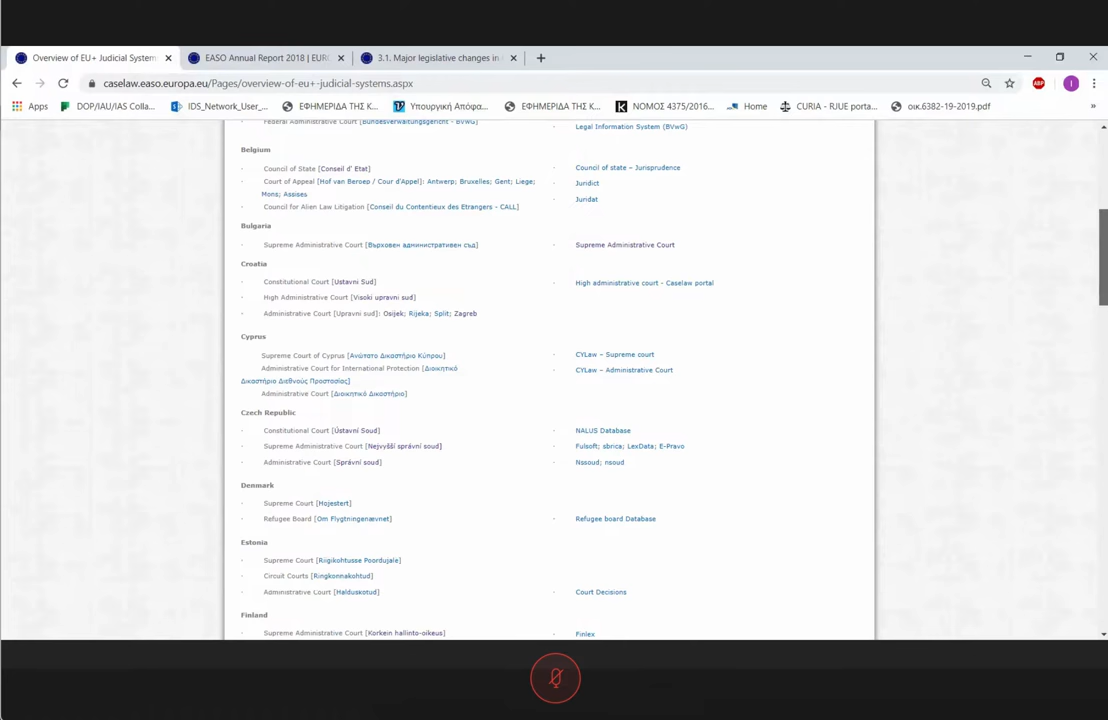 Overview of EU+ Judicial System
EASO Annual Report 2018 | EURO
3.1. Major legislative changes in
caselaw.easo.europa.eu/Pages/overview-of-eu+-judicial-systems.aspx
ABP
I
Apps
DOP/IAU/IAS Colla...
IDS_Network_User_...
ΕΦΗΜΕΡΙΔΑ ΤΗΣ Κ...
Υπουργική Απόφα...
ΕΦΗΜΕΡΙΔΑ ΤΗΣ Κ...
ΝΟΜΟΣ 4375/2016...
Home
CURIA - RJUE porta...
οικ.6382-19-2019.pdf
»
Federal Administrative Court [Bundesverwaltungsgericht - BVwG]
Legal Information System (BVwG)
Belgium
· Council of State [Conseil d' Etat]
· Council of state – Jurisprudence
· Court of Appeal [Hof van Beroep / Cour d'Appel]: Antwerp; Bruxelles; Gent; Liege;
Mons; Assises
· Juridict
· Juridat
· Council for Alien Law Litigation [Conseil du Contentieux des Etrangers - CALL]
Bulgaria
· Supreme Administrative Court [Върховен административен съд]
· Supreme Administrative Court
Croatia
· Constitutional Court [Ustavni Sud]
· High administrative court - Caselaw portal
· High Administrative Court [Visoki upravni sud]
· Administrative Court [Upravni sud]: Osijek; Rijeka; Split; Zagreb
Cyprus
Supreme Court of Cyprus [Ανώτατο Δικαστήριο Κύπρου]
· CYLaw – Supreme court
Administrative Court for International Protection [Διοικητικό
Δικαστήριο Διεθνούς Προστασίας]
· CYLaw – Administrative Court
Administrative Court [Διοικητικό Δικαστήριο]
Czech Republic
· Constitutional Court [Ústavní Soud]
· NALUS Database
· Supreme Administrative Court [Nejvyšší správní soud]
· Fulsoft; sbrica; LexData; E-Pravo
· Administrative Court [Správní soud]
· Nssoud; nsoud
Denmark
· Supreme Court [Hojestert]
· Refugee Board [Om Flygtningenævnet]
· Refugee board Database
Estonia
· Supreme Court [Riigikohtusse Poordujale]
· Circuit Courts [Ringkonnakohtud]
· Administrative Court [Halduskotud]
· Court Decisions
Finland
· Supreme Administrative Court [Korkein hallinto-oikeus]
· Finlex